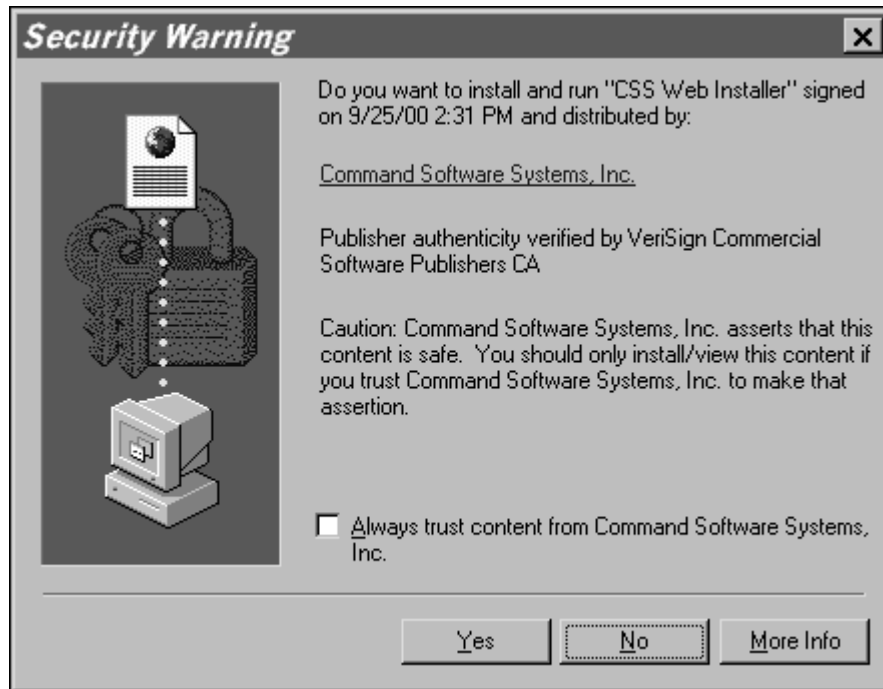 Security Warning
Do you want to install and run "CSS Web Installer" signed
on 9/25/00 2:31 PM and distributed by:
Command Software Systems, Inc.
Publisher authenticity verified by VeriSign Commercial
Software Publishers CA
Caution: Command Software Systems, Inc. asserts that this
content is safe.  You should only install/view this content if
you trust Command Software Systems, Inc. to make that
assertion.
Always trust content from Command Software Systems,
Inc.
Yes
No
More Info